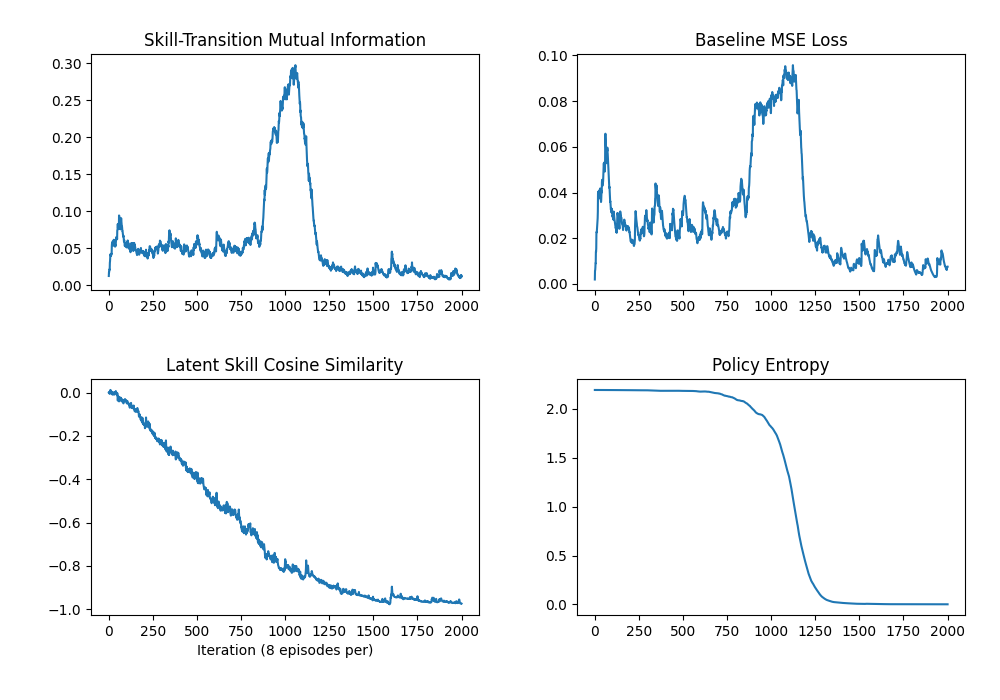 Skill-Transition Mutual Information
0.30
0.25
0.20
0.15
0.10
0.05
0.00
0 250 500 750 1000 1250 1500 1750 2000
Baseline MSE Loss
0.10
0.08
0.06
0.04
0.02
0.00
0 250 500 750 1000 1250 1500 1750 2000
Latent Skill Cosine Similarity
0.0
−0.2
−0.4
−0.6
−0.8
−1.0
0 250 500 750 1000 1250 1500 1750 2000
Iteration (8 episodes per)
Policy Entropy
2.0
1.5
1.0
0.5
0.0
0 250 500 750 1000 1250 1500 1750 2000